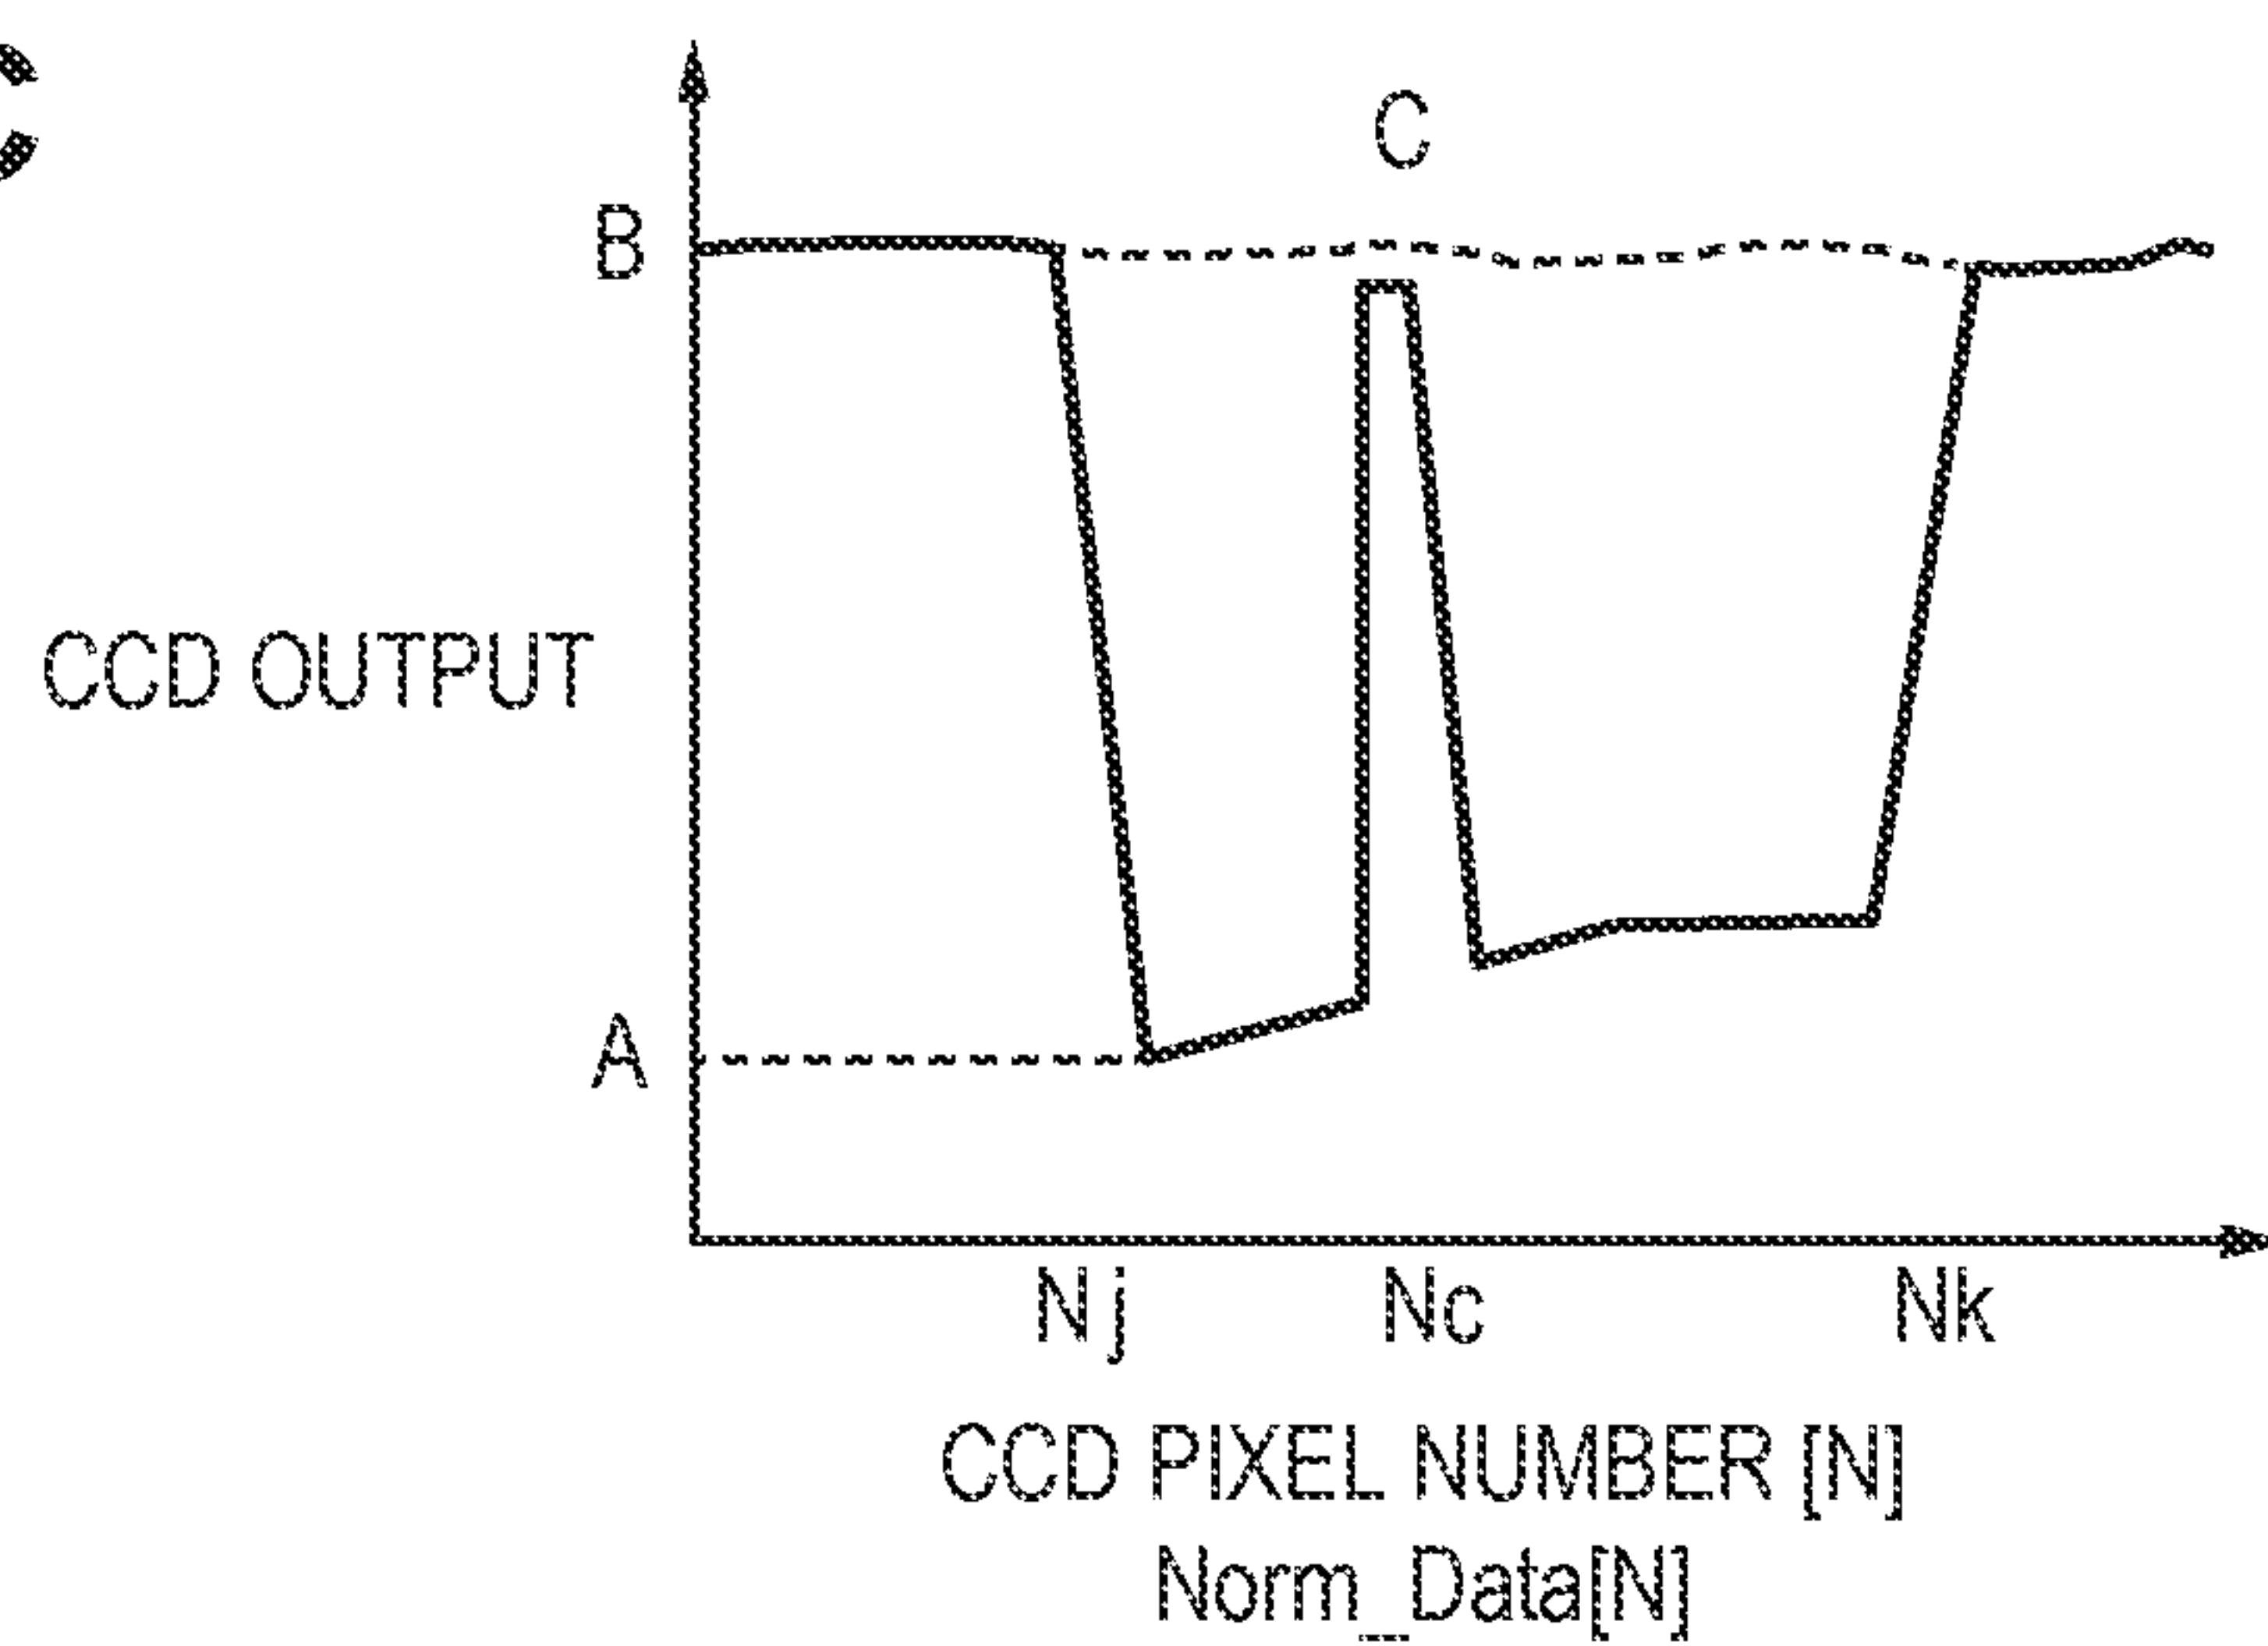 C
B
CCD OUTPUT
A
Nj Nc Nk
CCD PIXEL NUMBER [N]
Norm_Data[N]